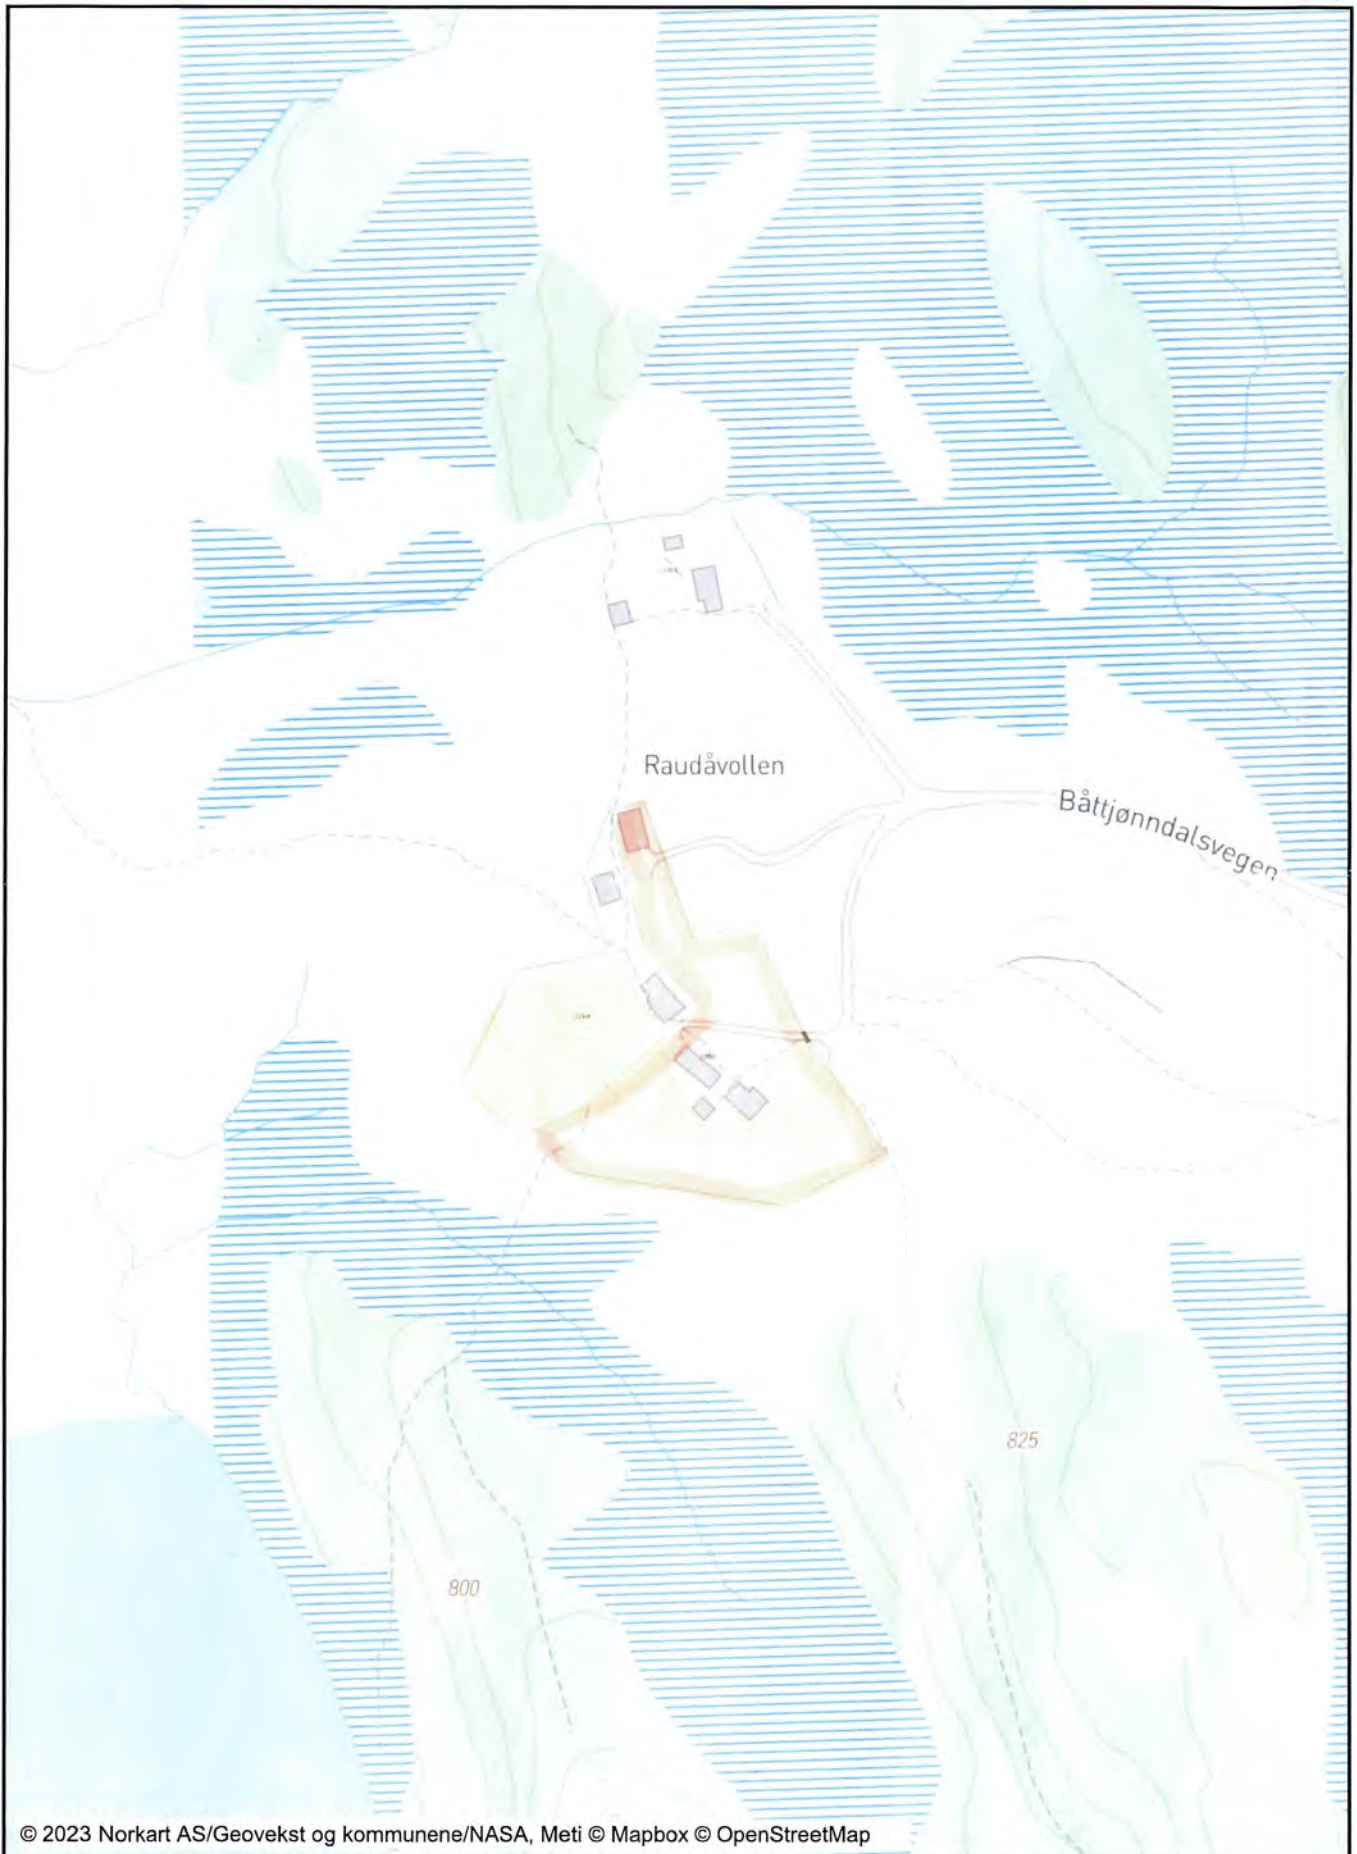 Raudåvollen
Båttjønndalsvegen
825
800
© 2023 Norkart AS/Geovekst og kommunene/NASA, Meti © Mapbox © OpenStreetMap